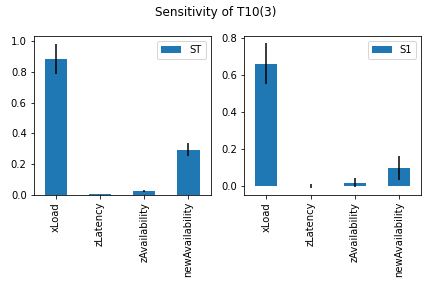 Sensitivity of T10(3)
ST
1.0
0.8
0.6
0.4
0.2
0.0
xLoad
zLatency
zAvailability
newAvailability
S1
0.8
0.6
0.4
0.2
0.0
xLoad
zLatency
zAvailability
newAvailability